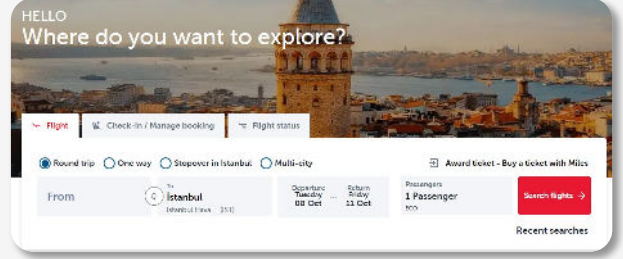 HELLO
Where do you want to explore?
Flight
Check-in / Manage booking
Flight status
Round trip
One way
Stopover in Istanbul
Multi-city
Award ticket - Buy a ticket with Miles
From
To
İstanbul
Departure
Tuesday
08 Oct
Return
Friday
11 Oct
Passengers
1 Passenger
ECO
Search flights
Recent searches